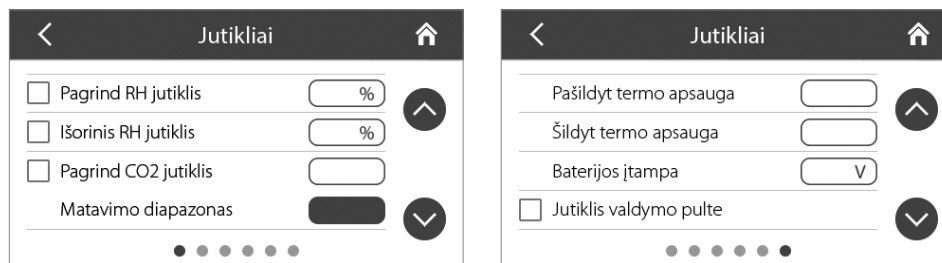 Jutikliai
Pagrind RH jutiklis %
Išorinis RH jutiklis %
Pagrind CO2 jutiklis
Matavimo diapazonas
Jutikliai
Pašildyt termo apsauga
Šildyt termo apsauga
Baterijos įtampa V
Jutiklis valdymo pulte